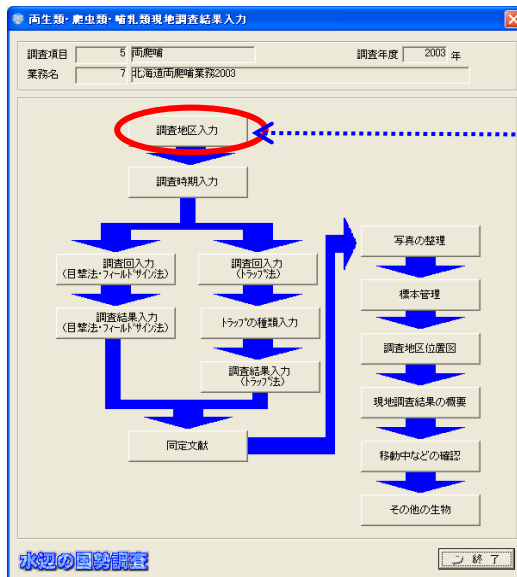 両生類・爬虫類・哺乳類現地調査結果入力
調査項目 5 両爬哺 調査年度 2003 年
業務名 7 北海道両爬哺業務2003
調査地区入力
調査時期入力
調査回入力
(目撃法・フィールドサイン法)
調査結果入力
(目撃法・フィールドサイン法)
調査回入力
(トラップ法)
トラップの種類入力
調査結果入力
(トラップ法)
同定文献
写真の整理
標本管理
調査地区位置図
現地調査結果の概要
移動中などの確認
その他の生物
水辺の国勢調査
終了